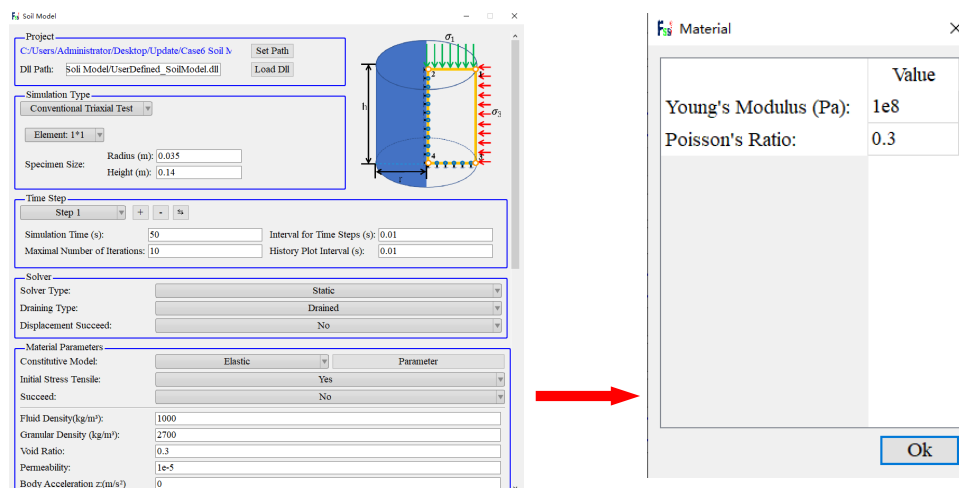 Soil Model
Project
C:/Users/Administrator/Desktop/Update/Case6 Soil M
Set Path
Dll Path:
Soli Model/UserDefined_SoilModel.dll
Load Dll
Simulation Type
Conventional Triaxial Test
Element: 1*1
Specimen Size:
Radius (m): 0.035
Height (m): 0.14
σ1
2
1
h
σ3
4
3
r
Time Step
Step 1
+
-
Simulation Time (s): 50
Interval for Time Steps (s): 0.01
Maximal Number of Iterations: 10
History Plot Interval (s): 0.01
Solver
Solver Type: Static
Draining Type: Drained
Displacement Succeed: No
Material Parameters
Constitutive Model: Elastic
Parameter
Initial Stress Tensile: Yes
Succeed: No
Fluid Density(kg/m³): 1000
Granular Density (kg/m³): 2700
Void Ratio: 0.3
Permeability: 1e-5
Body Acceleration z:(m/s²) 0
Material
Value
Young's Modulus (Pa): 1e8
Poisson's Ratio: 0.3
Ok